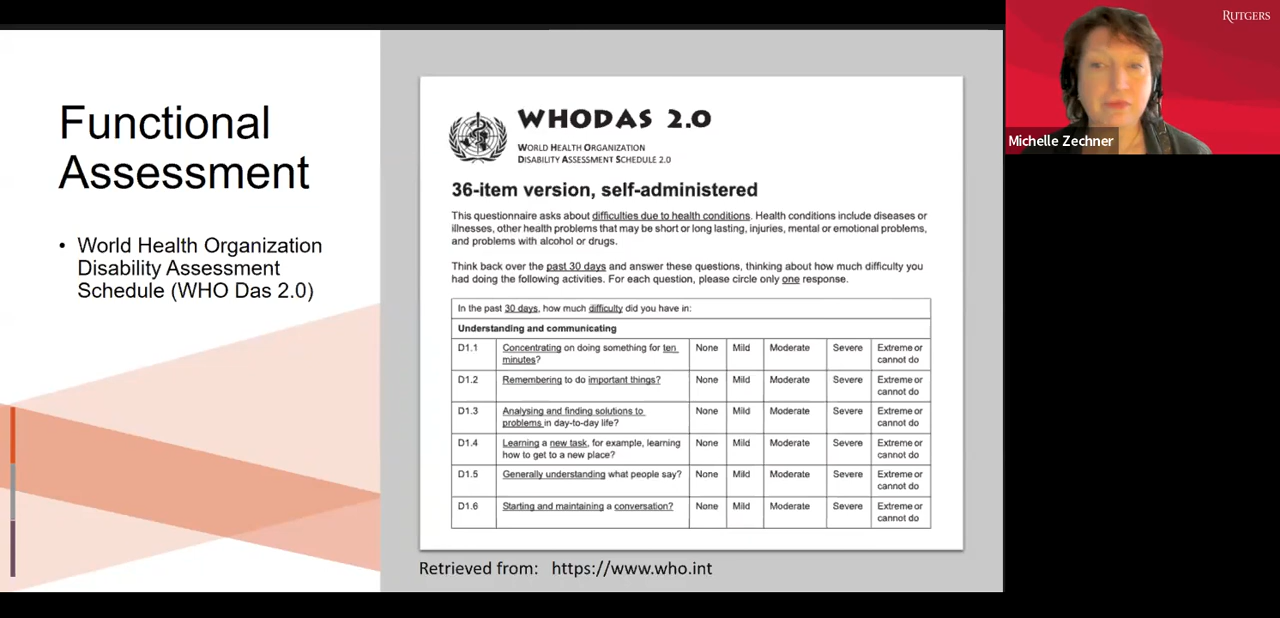 Functional
Assessment
• World Health Organization
Disability Assessment
Schedule (WHO Das 2.0)
WHODAS 2.0
WORLD HEALTH ORGANIZATION
DISABILITY ASSESSMENT SCHEDULE 2.0
36-item version, self-administered
This questionnaire asks about difficulties due to health conditions. Health conditions include diseases or
illnesses, other health problems that may be short or long lasting, injuries, mental or emotional problems,
and problems with alcohol or drugs.
Think back over the past 30 days and answer these questions, thinking about how much difficulty you
had doing the following activities. For each question, please circle only one response.
In the past 30 days, how much difficulty did you have in:
Understanding and communicating
D1.1 Concentrating on doing something for ten None Mild Moderate Severe Extreme or
minutes? cannot do
D1.2 Remembering to do important things? None Mild Moderate Severe Extreme or
cannot do
D1.3 Analysing and finding solutions to None Mild Moderate Severe Extreme or
problems in day-to-day life? cannot do
D1.4 Learning a new task, for example, learning None Mild Moderate Severe Extreme or
how to get to a new place? cannot do
D1.5 Generally understanding what people say? None Mild Moderate Severe Extreme or
cannot do
D1.6 Starting and maintaining a conversation? None Mild Moderate Severe Extreme or
cannot do
Retrieved from: https://www.who.int
RUTGERS
Michelle Zechner